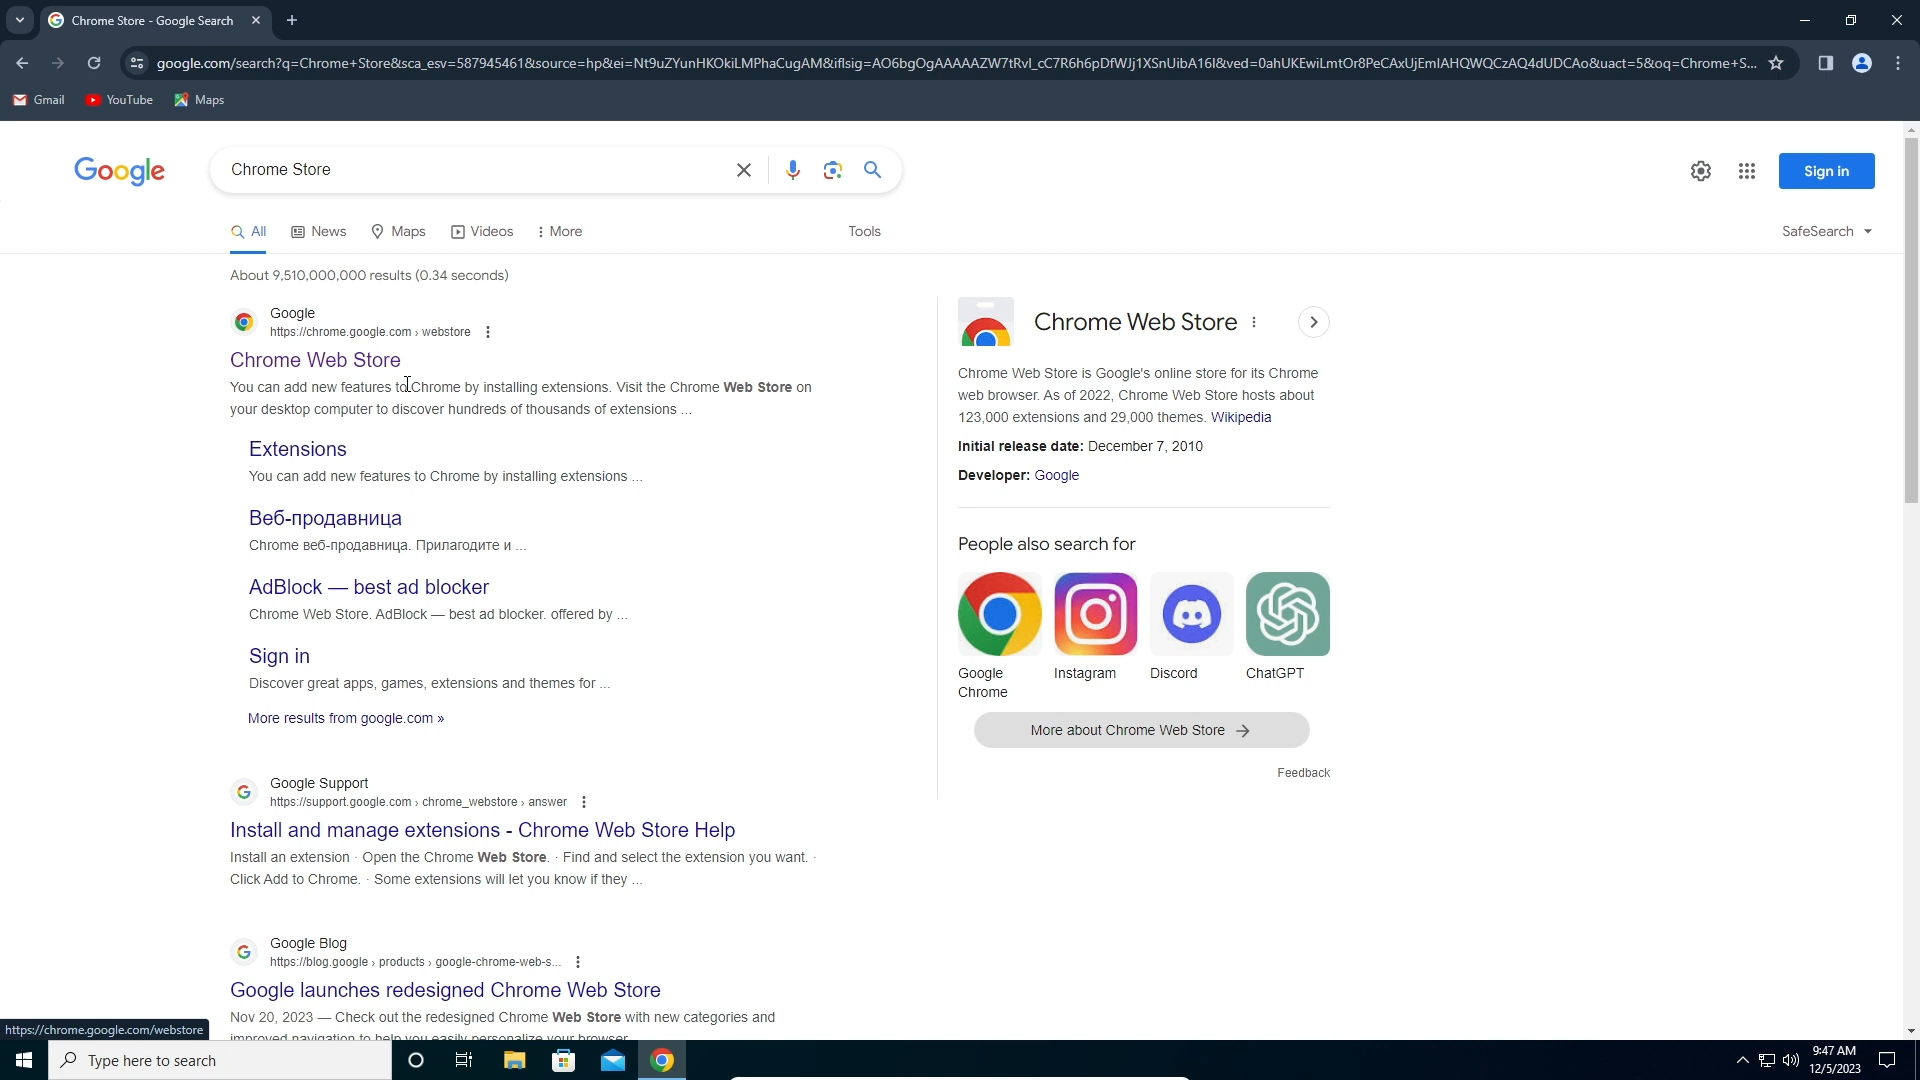 Chrome Store - Google Search
google.com/search?q=Chrome+Store&sca_esv=587945461&source=hp&ei=Nt9uZYunHKOkiLMPhaCugAM&iflsig=AO6bgOgAAAAAZW7tRvI_cC7R6h6pDfWJj1XSnUibA16I&ved=0ahUKEwiLmtOr8PeCAxUjEmIAHQWQCzAQ4dUDCAo&uact=5&oq=Chrome+S...
Gmail YouTube Maps
Google
Chrome Store
Sign in
All News Maps Videos More Tools SafeSearch
About 9,510,000,000 results (0.34 seconds)
Google
https://chrome.google.com › webstore
Chrome Web Store
You can add new features to Chrome by installing extensions. Visit the Chrome Web Store on
your desktop computer to discover hundreds of thousands of extensions ...
Extensions
You can add new features to Chrome by installing extensions ...
Веб-продавница
Chrome веб-продавница. Прилагодите и ...
AdBlock — best ad blocker
Chrome Web Store. AdBlock — best ad blocker. offered by ...
Sign in
Discover great apps, games, extensions and themes for ...
More results from google.com »
Google Support
https://support.google.com › chrome_webstore › answer
Install and manage extensions - Chrome Web Store Help
Install an extension · Open the Chrome Web Store. · Find and select the extension you want. ·
Click Add to Chrome. · Some extensions will let you know if they ...
Google Blog
https://blog.google › products › google-chrome-web-s...
Google launches redesigned Chrome Web Store
Nov 20, 2023 — Check out the redesigned Chrome Web Store with new categories and
improved navigation to help you easily personalize your browser
Chrome Web Store
Chrome Web Store is Google's online store for its Chrome
web browser. As of 2022, Chrome Web Store hosts about
123,000 extensions and 29,000 themes. Wikipedia
Initial release date: December 7, 2010
Developer: Google
People also search for
Google
Chrome
Instagram
Discord
ChatGPT
More about Chrome Web Store
Feedback
https://chrome.google.com/webstore
Type here to search
9:47 AM
12/5/2023